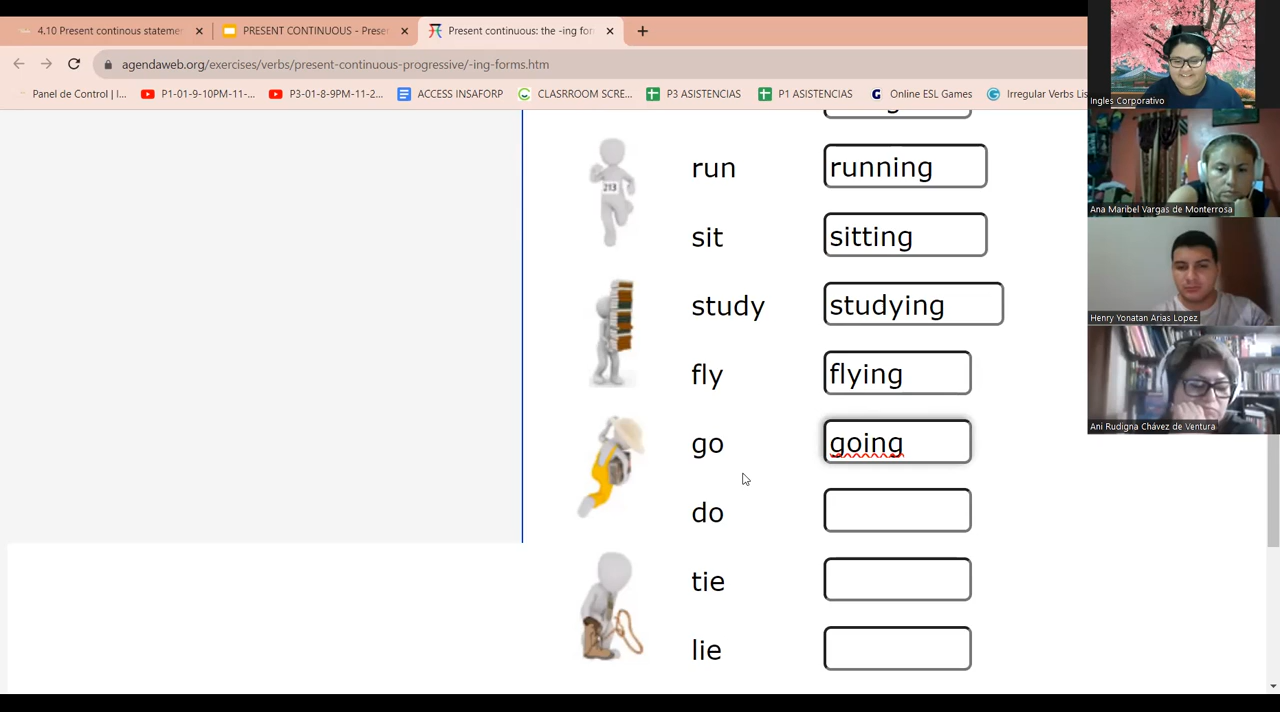 4.10 Present continous stateme
PRESENT CONTINUOUS - Prese
Present continuous: the -ing for
agendaweb.org/exercises/verbs/present-continuous-progressive/-ing-forms.htm
Panel de Control | I...
P1-01-9-10PM-11-...
P3-01-8-9PM-11-2...
ACCESS INSAFORP
CLASRROOM SCRE...
P3 ASISTENCIAS
P1 ASISTENCIAS
Online ESL Games
Irregular Verbs Lis
Ingles Corporativo
Ana Maribel Vargas de Monterrosa
Henry Yonatan Arias Lopez
Ani Rudigna Chávez de Ventura
213
run running
sit sitting
study studying
fly flying
go going
do
tie
lie